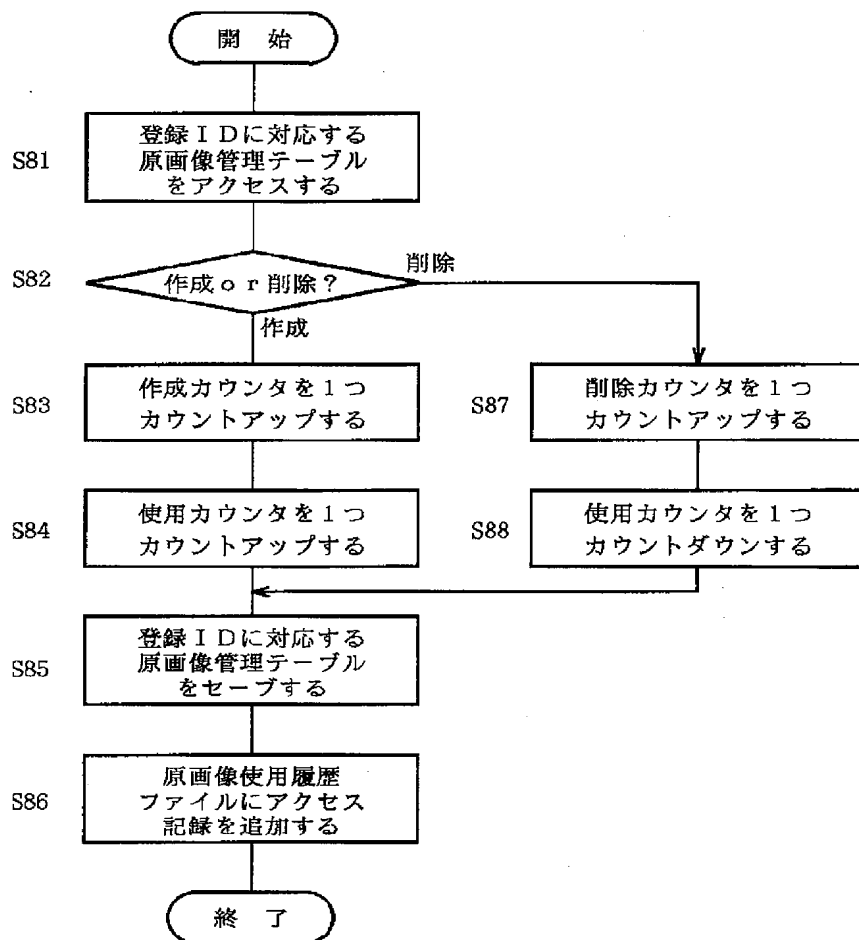 開 始
S81
登録ＩＤに対応する
原画像管理テーブル
をアクセスする
S82
作成ｏｒ削除？
削除
作成
S83
作成カウンタを１つ
カウントアップする
S87
削除カウンタを１つ
カウントアップする
S84
使用カウンタを１つ
カウントアップする
S88
使用カウンタを１つ
カウントダウンする
S85
登録ＩＤに対応する
原画像管理テーブル
をセーブする
S86
原画像使用履歴
ファイルにアクセス
記録を追加する
終 了